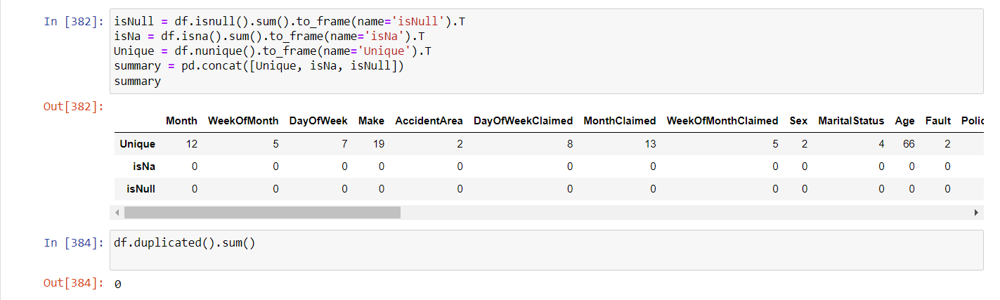 In [382]: isNull = df.isnull().sum().to_frame(name='isNull').T
isNa = df.isna().sum().to_frame(name='isNa').T
Unique = df.nunique().to_frame(name='Unique').T
summary = pd.concat([Unique, isNa, isNull])
summary
Out[382]:
Month WeekOfMonth DayOfWeek Make AccidentArea DayOfWeekClaimed MonthClaimed WeekOfMonthClaimed Sex MaritalStatus Age Fault Polic
Unique 12 5 7 19 2 8 13 5 2 4 66 2
isNa 0 0 0 0 0 0 0 0 0 0 0 0
isNull 0 0 0 0 0 0 0 0 0 0 0 0
In [384]: df.duplicated().sum()
Out[384]: 0